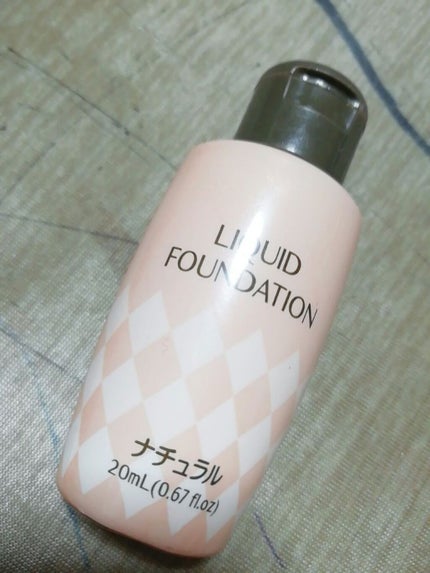 LIQUID
FOUNDATION
ナチュラル
20mL(0.67 fl.oz)